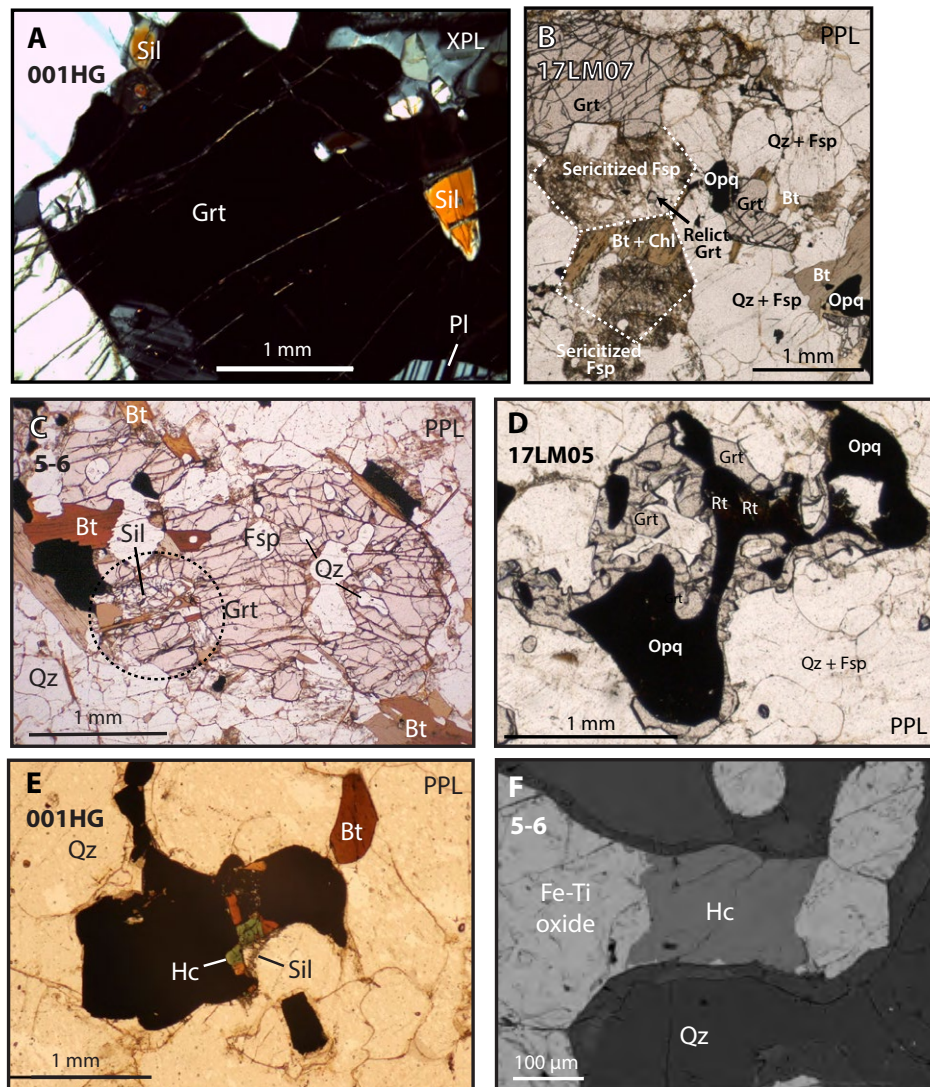 A
001HG
Sil
XPL
Grt
Sil
Pl
1 mm
B
17LM07
PPL
Grt
Qz + Fsp
Sericitized Fsp
Opq
Grt
Bt
Relict
Grt
Bt + Chl
Bt
Qz + Fsp
Opq
Sericitized
Fsp
1 mm
C
5-6
Bt
PPL
Bt
Sil
Fsp
Qz
Grt
Qz
1 mm
Bt
D
17LM05
Grt
Opq
Rt
Rt
Grt
Grt
Opq
Qz + Fsp
1 mm
PPL
E
001HG
Qz
PPL
Bt
Hc
Sil
1 mm
F
5-6
Fe-Ti
oxide
Hc
Qz
100 µm